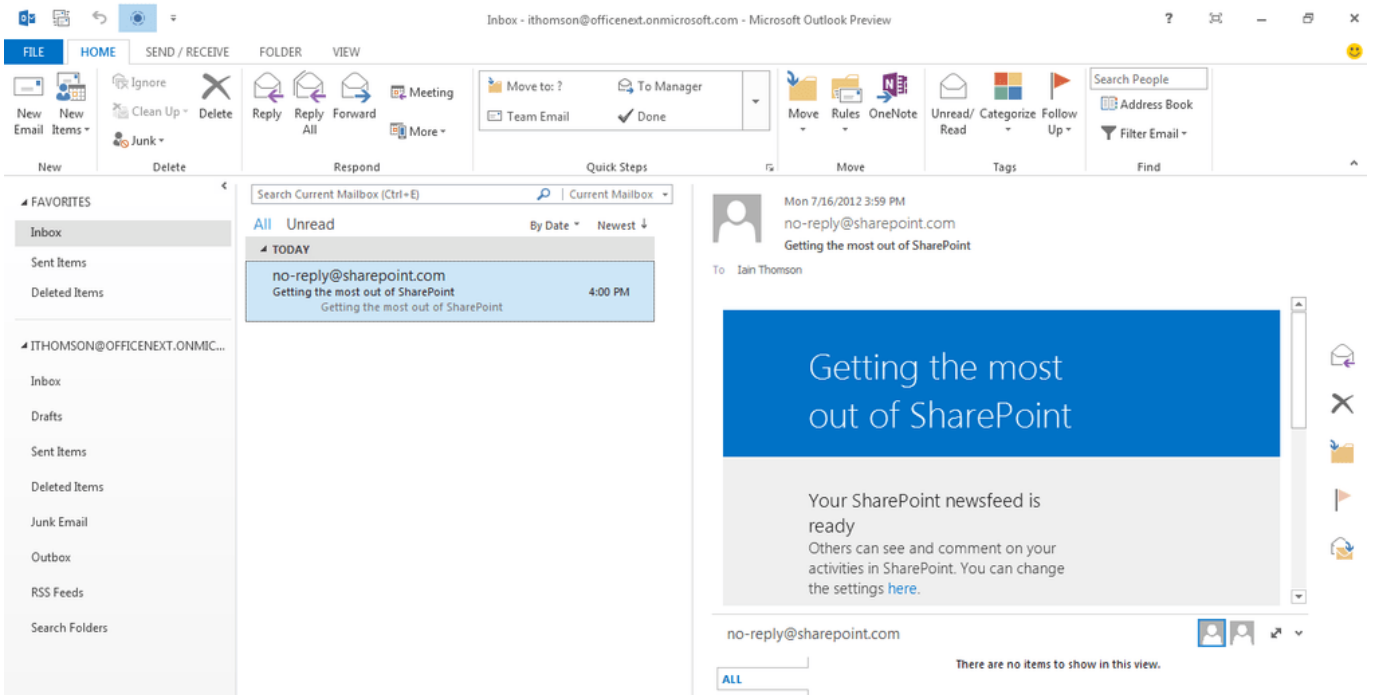 Inbox - ithomson@officenext.onmicrosoft.com - Microsoft Outlook Preview
?
FILE HOME SEND / RECEIVE FOLDER VIEW
New Email
New Items
Ignore
Clean Up
Junk
Delete
Reply
Reply All
Forward
Meeting
More
Move to: ?
To Manager
Team Email
Done
Move
Rules
OneNote
Unread/ Read
Categorize
Follow Up
Search People
Address Book
Filter Email
New Delete Respond Quick Steps Move Tags Find
FAVORITES
Inbox
Sent Items
Deleted Items
ITHOMSON@OFFICENEXT.ONMIC...
Inbox
Drafts
Sent Items
Deleted Items
Junk Email
Outbox
RSS Feeds
Search Folders
Search Current Mailbox (Ctrl+E) Current Mailbox
All Unread By Date Newest
TODAY
no-reply@sharepoint.com
Getting the most out of SharePoint 4:00 PM
Getting the most out of SharePoint
Mon 7/16/2012 3:59 PM
no-reply@sharepoint.com
Getting the most out of SharePoint
To Iain Thomson
Getting the most
out of SharePoint
Your SharePoint newsfeed is
ready
Others can see and comment on your
activities in SharePoint. You can change
the settings here.
no-reply@sharepoint.com
There are no items to show in this view.
ALL